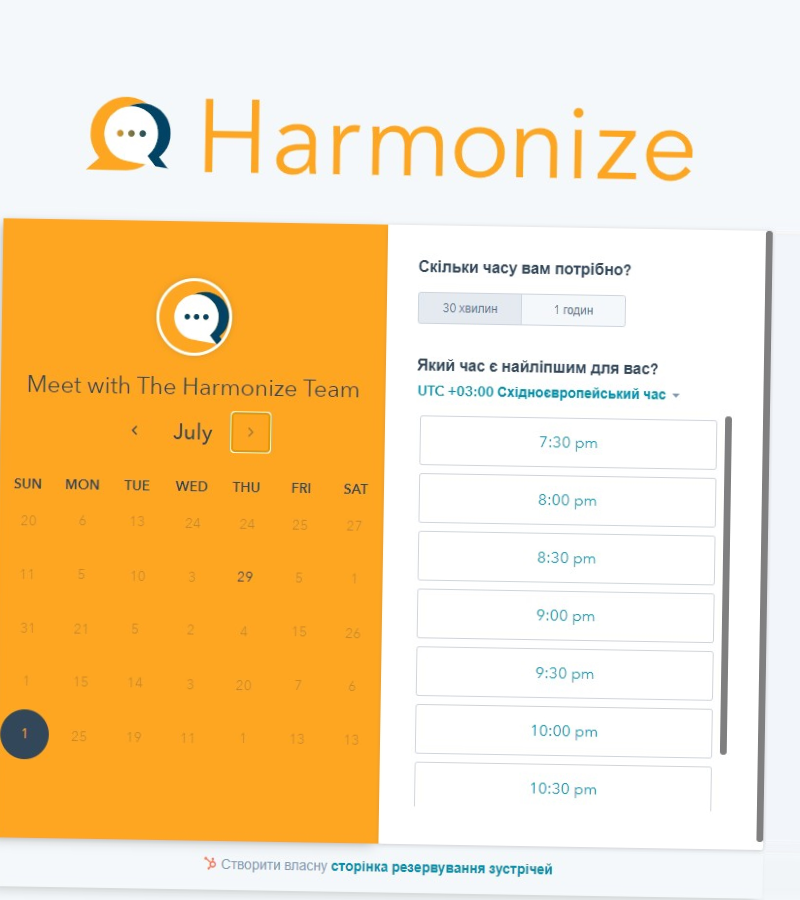 Harmonize
Meet with The Harmonize Team
July
SUN MON TUE WED THU FRI SAT
20 6 13 24 24 25 27
11 5 10 3 29 5 1
31 21 5 2 4 15 26
1 15 14 3 20 7 6
1 25 19 11 1 13 13
Скільки часу вам потрібно?
30 хвилин 1 годин
Який час є найліпшим для вас?
UTC +03:00 Східноєвропейський час
7:30 pm
8:00 pm
8:30 pm
9:00 pm
9:30 pm
10:00 pm
10:30 pm
Створити власну сторінка резервування зустрічей